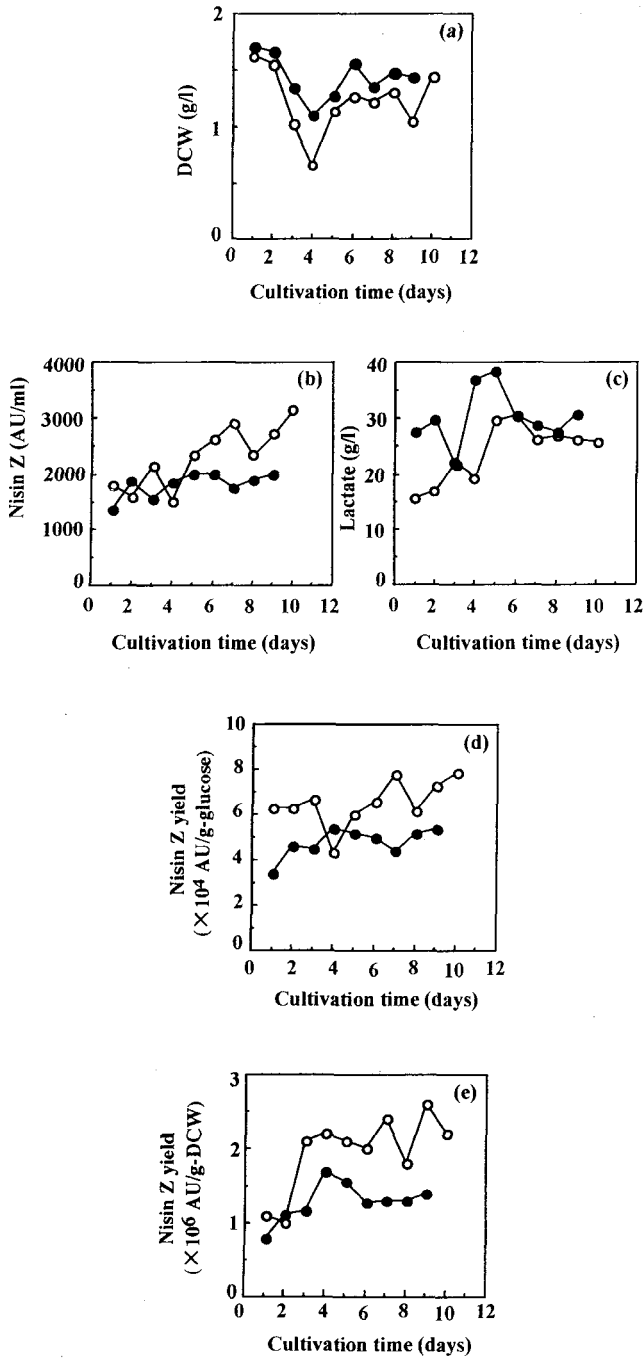 2
(a)
DCW (g/l)
1
0
0 2 4 6 8 10 12
Cultivation time (days)
4000
(b)
3000
Nisin Z (AU/ml)
2000
1000
0
0 2 4 6 8 10 12
Cultivation time (days)
40
(c)
30
Lactate (g/l)
20
10
0
0 2 4 6 8 10 12
Cultivation time (days)
10
(d)
8
Nisin Z yield
(×10⁴ AU/g-glucose)
6
4
2
0
0 2 4 6 8 10 12
Cultivation time (days)
3
(e)
Nisin Z yield
(×10⁶ AU/g-DCW)
2
1
0
0 2 4 6 8 10 12
Cultivation time (days)